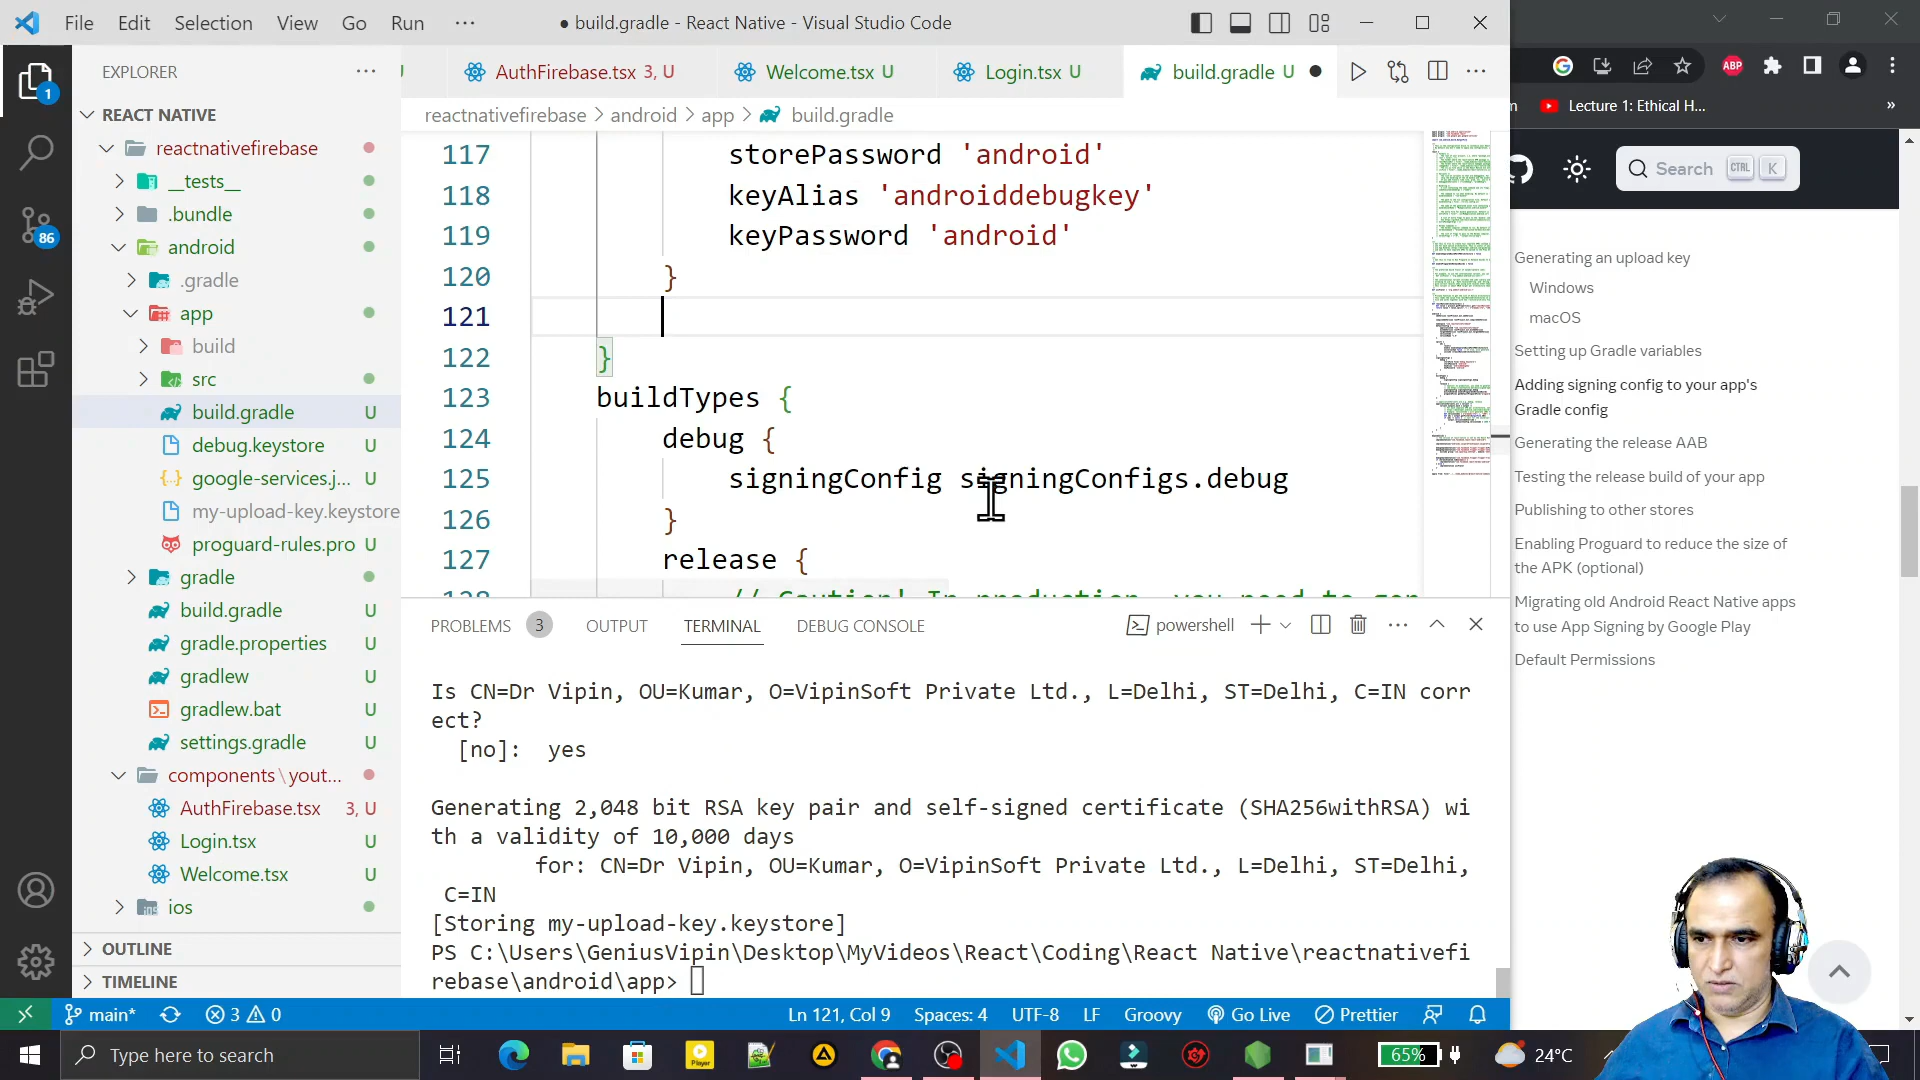 File Edit Selection View Go Run ··· ● build.gradle - React Native - Visual Studio Code
EXPLORER ···
AuthFirebase.tsx 3, U Welcome.tsx U Login.tsx U build.gradle U
reactnativefirebase > android > app > build.gradle
1
86
REACT NATIVE
reactnativefirebase
__tests__
.bundle
android
.gradle
app
build
src
build.gradle U
debug.keystore U
google-services.j... U
my-upload-key.keystore
proguard-rules.pro U
gradle
build.gradle U
gradle.properties U
gradlew U
gradlew.bat U
settings.gradle U
components\yout...
AuthFirebase.tsx 3, U
Login.tsx U
Welcome.tsx U
ios
OUTLINE
TIMELINE
117 storePassword 'android'
118 keyAlias 'androiddebugkey'
119 keyPassword 'android'
120 }
121
122 }
123 buildTypes {
124 debug {
125 signingConfig signingConfigs.debug
126 }
127 release {
128 // Caution! In production, you need to gen
PROBLEMS 3 OUTPUT TERMINAL DEBUG CONSOLE powershell
Is CN=Dr Vipin, OU=Kumar, O=VipinSoft Private Ltd., L=Delhi, ST=Delhi, C=IN corr
ect?
[no]: yes
Generating 2,048 bit RSA key pair and self-signed certificate (SHA256withRSA) wi
th a validity of 10,000 days
for: CN=Dr Vipin, OU=Kumar, O=VipinSoft Private Ltd., L=Delhi, ST=Delhi,
C=IN
[Storing my-upload-key.keystore]
PS C:\Users\GeniusVipin\Desktop\MyVideos\React\Coding\React Native\reactnativefi
rebase\android\app>
main* 3 0 Ln 121, Col 9 Spaces: 4 UTF-8 LF Groovy Go Live Prettier
ABP
Lecture 1: Ethical H... »
Search CTRL K
Generating an upload key
Windows
macOS
Setting up Gradle variables
Adding signing config to your app's
Gradle config
Generating the release AAB
Testing the release build of your app
Publishing to other stores
Enabling Proguard to reduce the size of
the APK (optional)
Migrating old Android React Native apps
to use App Signing by Google Play
Default Permissions
Type here to search
Player
65%
24°C